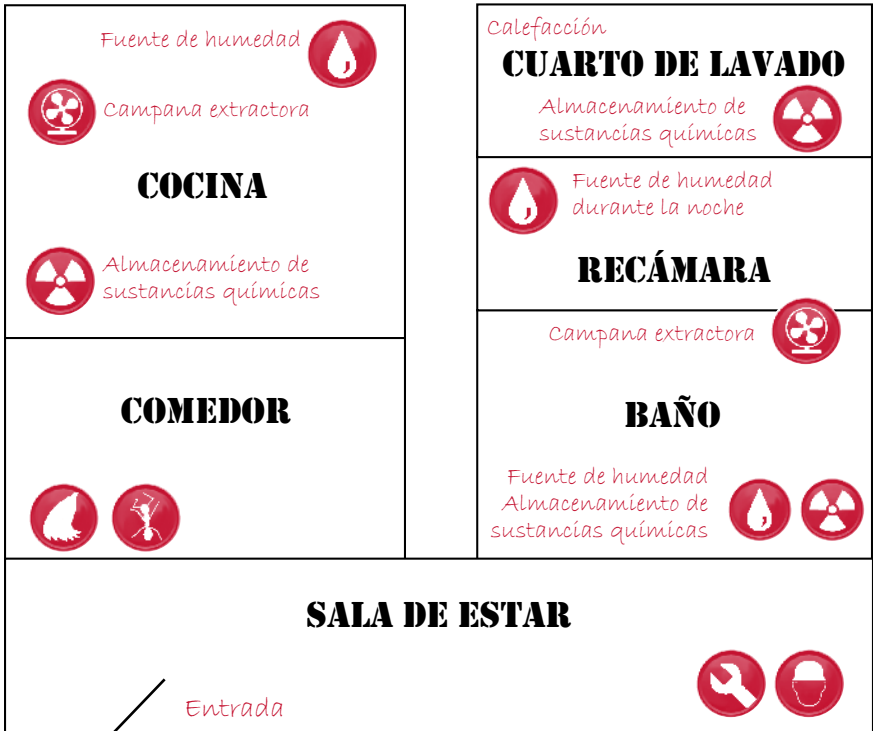 Fuente de humedad
Campana extractora
COCINA
Almacenamiento de
sustancias químicas
COMEDOR
Calefacción
CUARTO DE LAVADO
Almacenamiento de
sustancias químicas
Fuente de humedad
durante la noche
RECÁMARA
Campana extractora
BAÑO
Fuente de humedad
Almacenamiento de
sustancias químicas
SALA DE ESTAR
Entrada